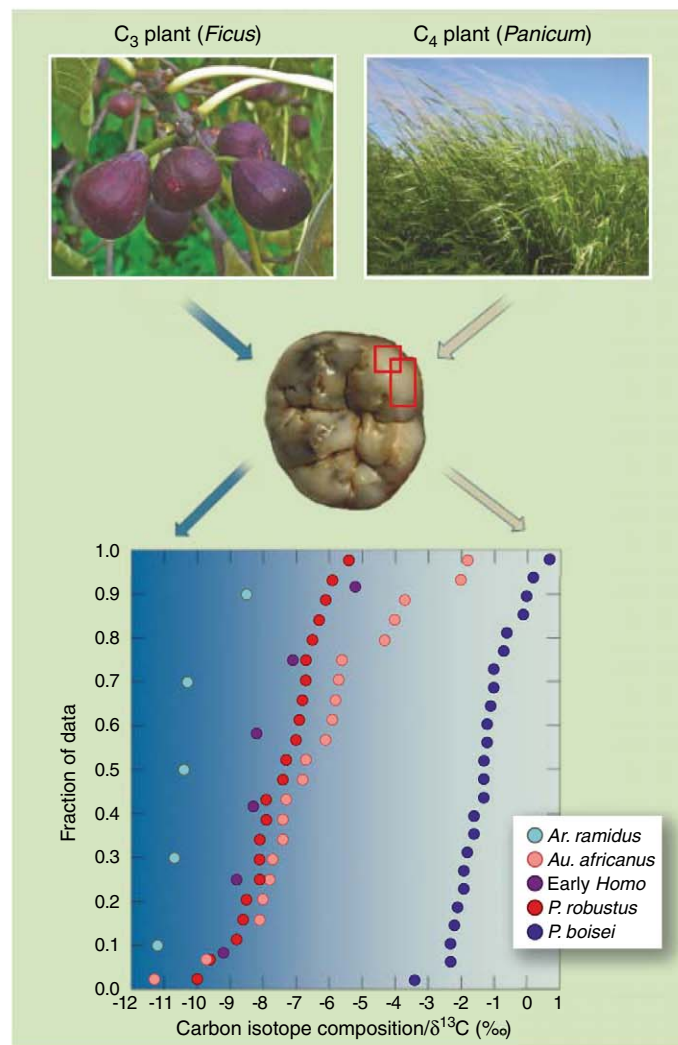 C₃ plant (Ficus)
C₄ plant (Panicum)
Fraction of data
1.0
0.9
0.8
0.7
0.6
0.5
0.4
0.3
0.2
0.1
0.0
Ar. ramidus
Au. africanus
Early Homo
P. robustus
P. boisei
-12 -11 -10 -9 -8 -7 -6 -5 -4 -3 -2 -1 0 1
Carbon isotope composition/δ¹³C (‰)